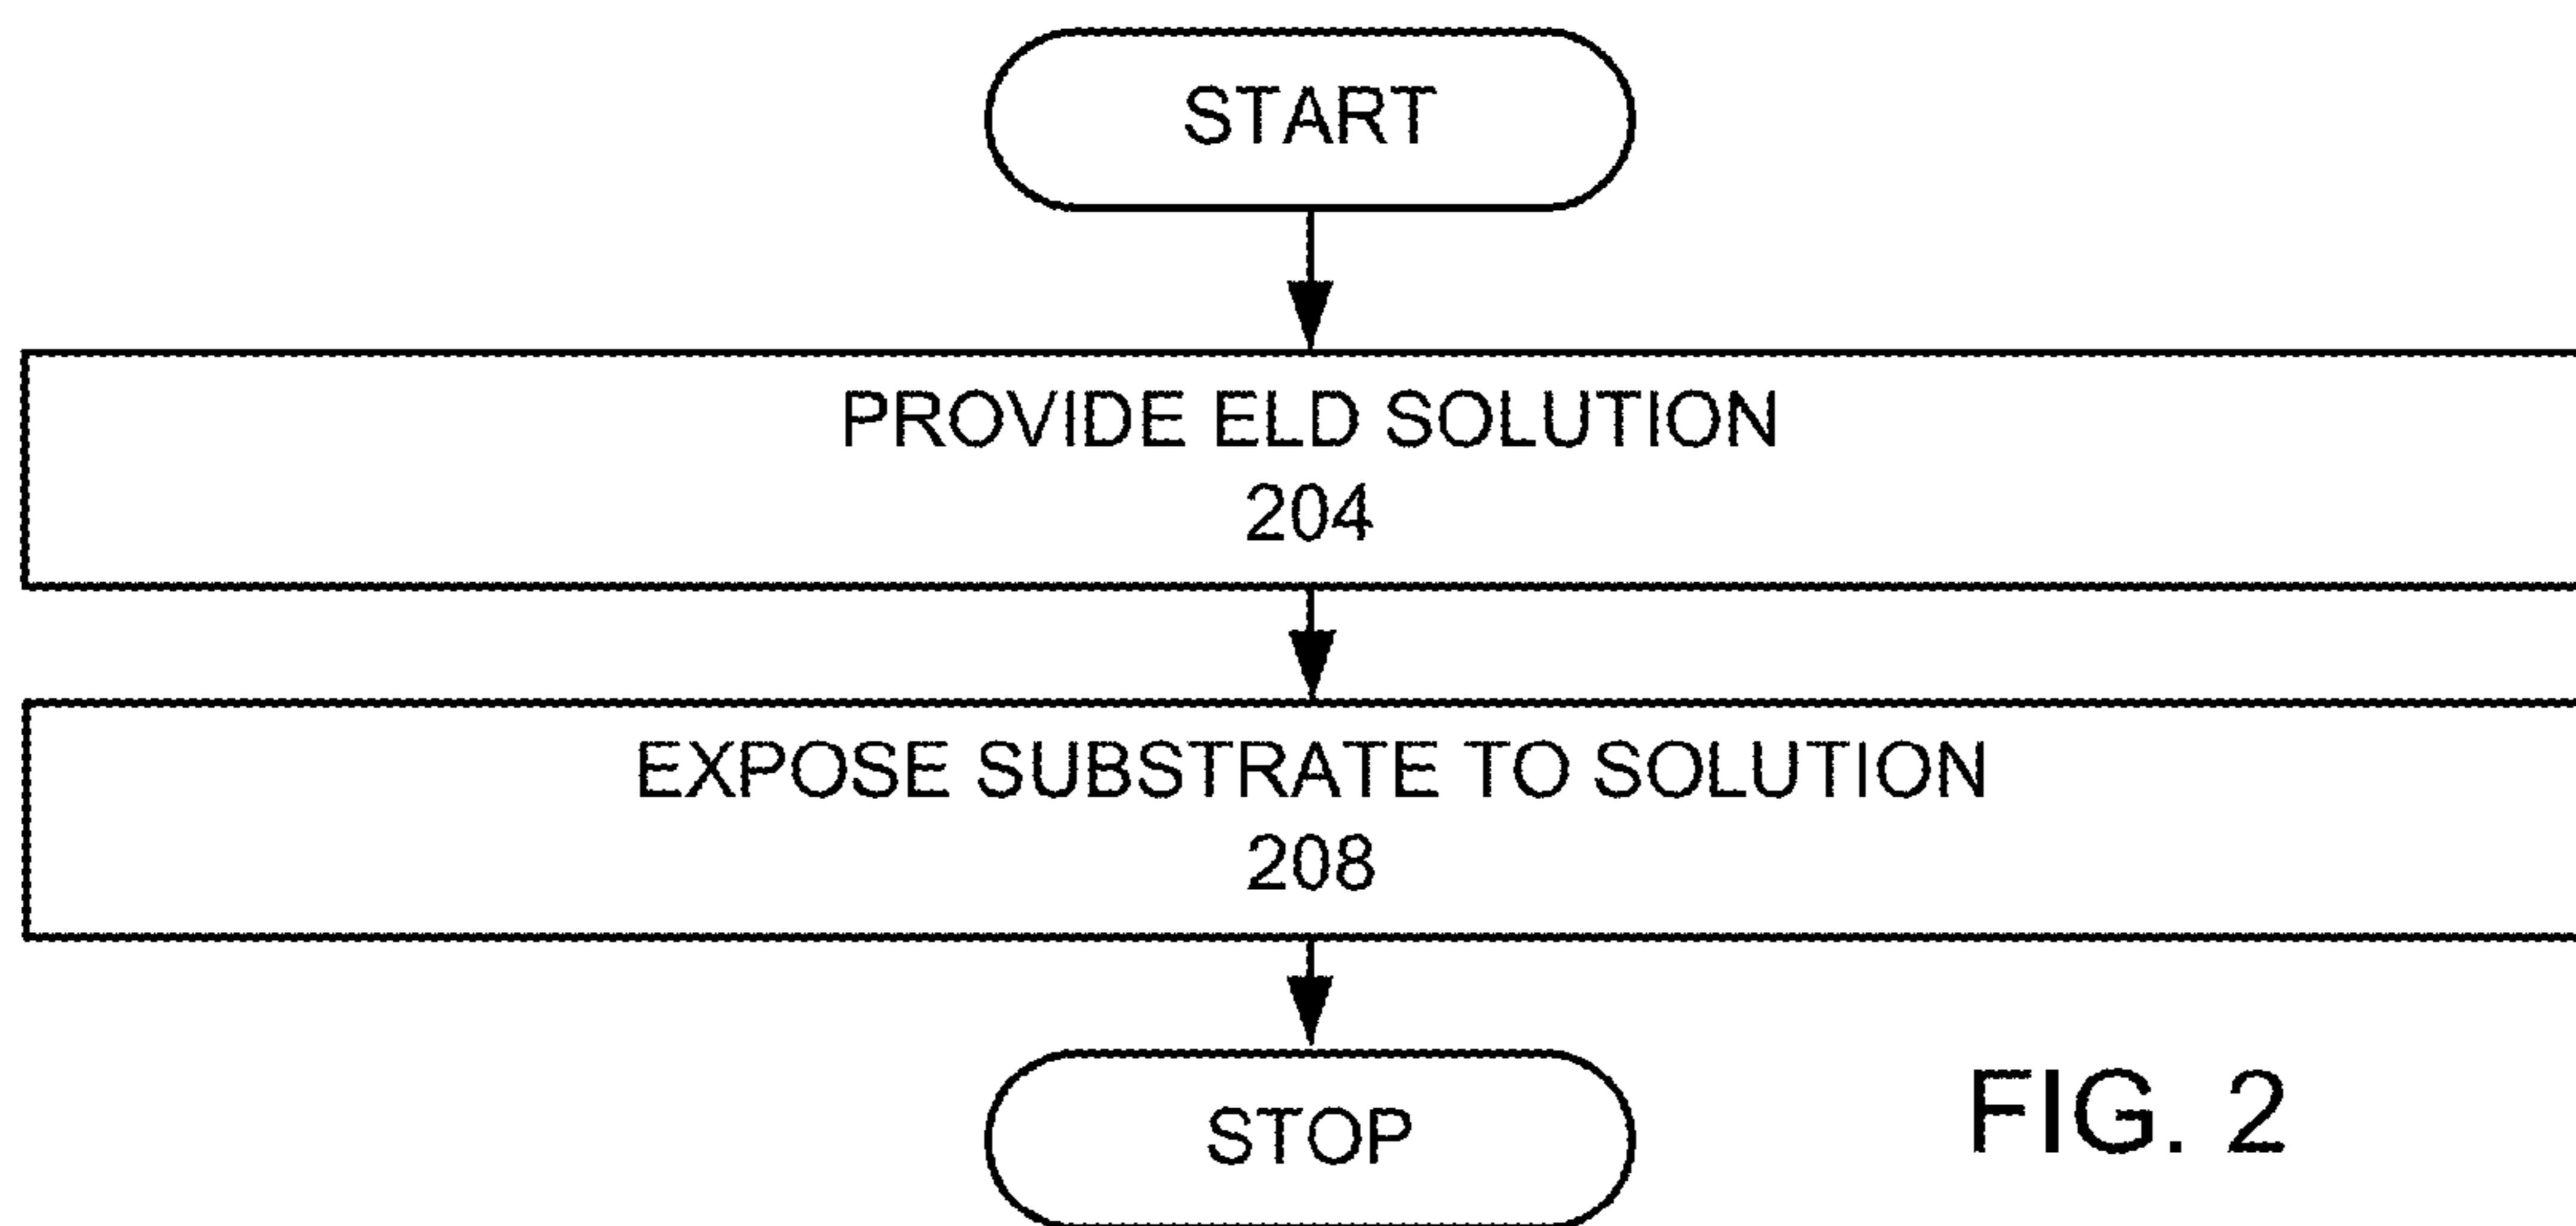 START
PROVIDE ELD SOLUTION
204
EXPOSE SUBSTRATE TO SOLUTION
208
STOP
FIG. 2